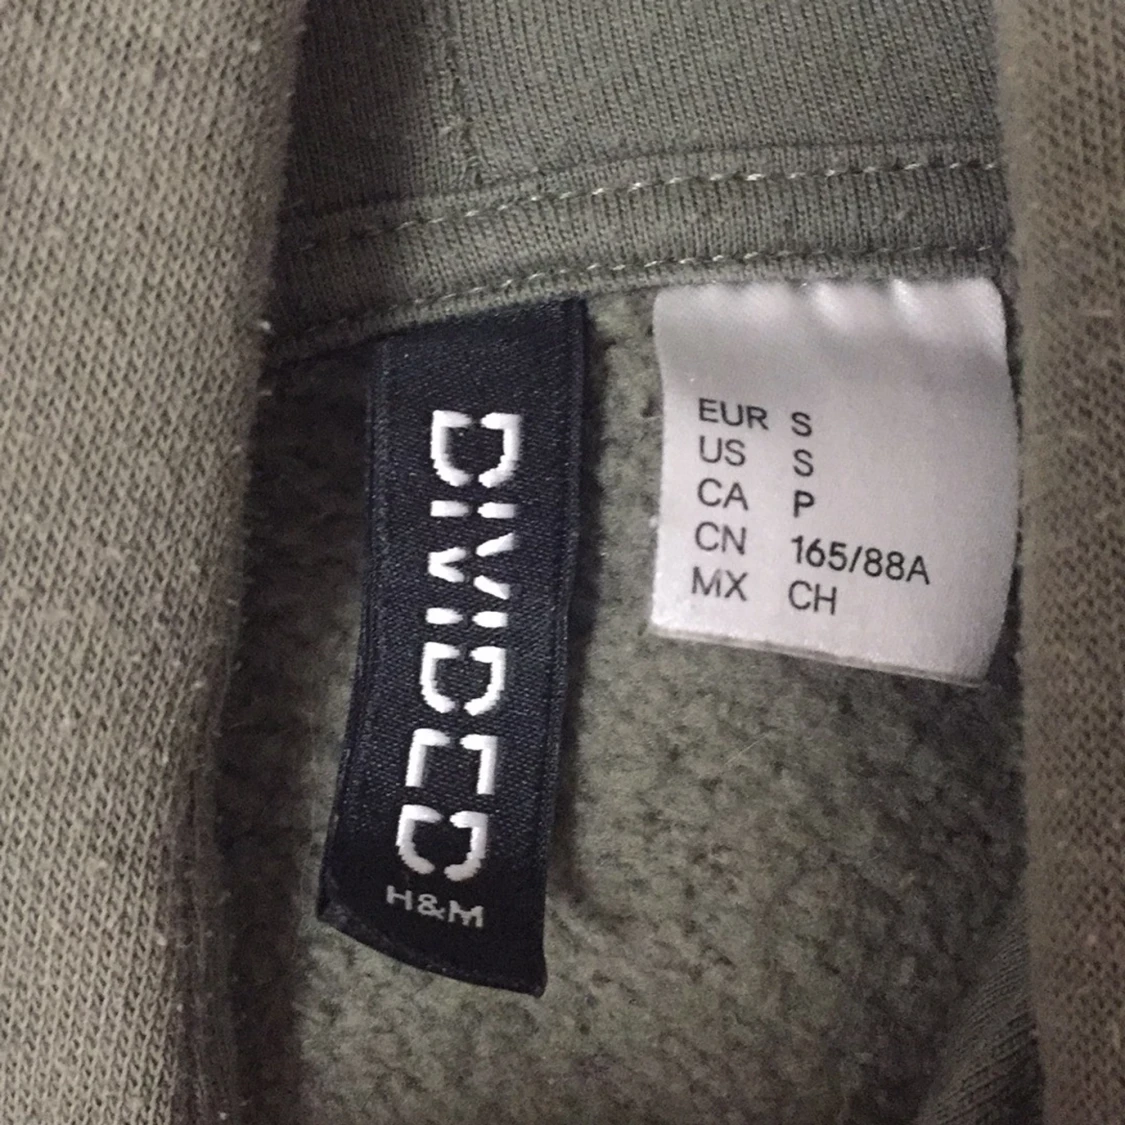 DIVIDED
H&M
EUR S
US S
CA P
CN 165/88A
MX CH